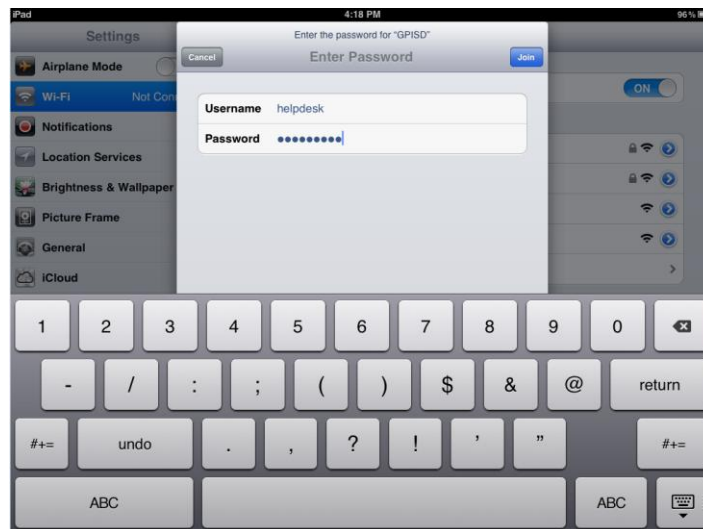 iPad 4:18 PM 96%
Settings
Enter the password for "GPISD"
Cancel Enter Password Join
Airplane Mode
Wi-Fi Not Con
ON
Username helpdesk
Notifications
Password •••••••••
Location Services
Brightness & Wallpaper
Picture Frame
General
iCloud
1 2 3 4 5 6 7 8 9 0
- / : ; ( ) $ & @ return
#+= undo . , ? ! ' " #+=
ABC ABC